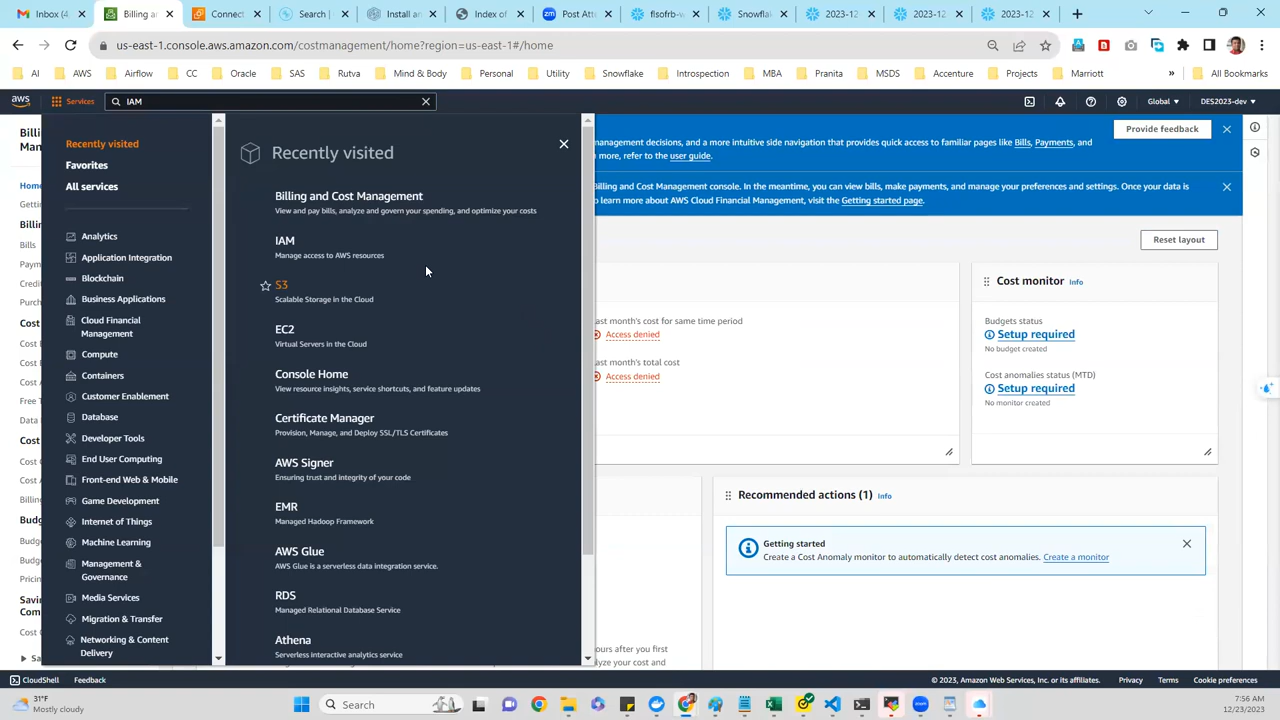 Billing an
Connect
Index of
Post Atte
fisofrb-v
Snowflak
2023-12
2023-12
2023-12
us-east-1.console.aws.amazon.com/costmanagement/home?region=us-east-1#/home
AI
AWS
Airflow
CC
Oracle
SAS
Rutva
Mind & Body
Personal
Utility
Snowflake
Introspection
MBA
Pranita
MSDS
Accenture
Projects
Marriott
»
All Bookmarks
aws
Services
IAM
Global
DES2023-dev
Recently visited
Favorites
All services
Analytics
Application Integration
Blockchain
Business Applications
Cloud Financial
Management
Compute
Containers
Customer Enablement
Database
Developer Tools
End User Computing
Front-end Web & Mobile
Game Development
Internet of Things
Machine Learning
Management &
Governance
Media Services
Migration & Transfer
Networking & Content
Delivery
Recently visited
Billing and Cost Management
View and pay bills, analyze and govern your spending, and optimize your costs
IAM
Manage access to AWS resources
S3
Scalable Storage in the Cloud
EC2
Virtual Servers in the Cloud
Console Home
View resource insights, service shortcuts, and feature updates
Certificate Manager
Provision, Manage, and Deploy SSL/TLS Certificates
AWS Signer
Ensuring trust and integrity of your code
EMR
Managed Hadoop Framework
AWS Glue
AWS Glue is a serverless data integration service.
RDS
Managed Relational Database Service
Athena
Serverless interactive analytics service
management decisions, and a more intuitive side navigation that provides quick access to familiar pages like Bills, Payments, and
more, refer to the user guide.
Provide feedback
Billing and Cost Management console. In the meantime, you can view bills, make payments, and manage your preferences and settings. Once your data is
to learn more about AWS Cloud Financial Management, visit the Getting started page.
Reset layout
ast month's cost for same time period
Access denied
ast month's total cost
Access denied
Cost monitor Info
Budgets status
Setup required
No budget created
Cost anomalies status (MTD)
Setup required
No monitor created
Recommended actions (1) Info
Getting started
Create a Cost Anomaly monitor to automatically detect cost anomalies. Create a monitor
ours after you first
alyze your cost and
CloudShell
Feedback
© 2023, Amazon Web Services, Inc. or its affiliates.
Privacy
Terms
Cookie preferences
31°F
Mostly cloudy
Search
7:56 AM
12/23/2023